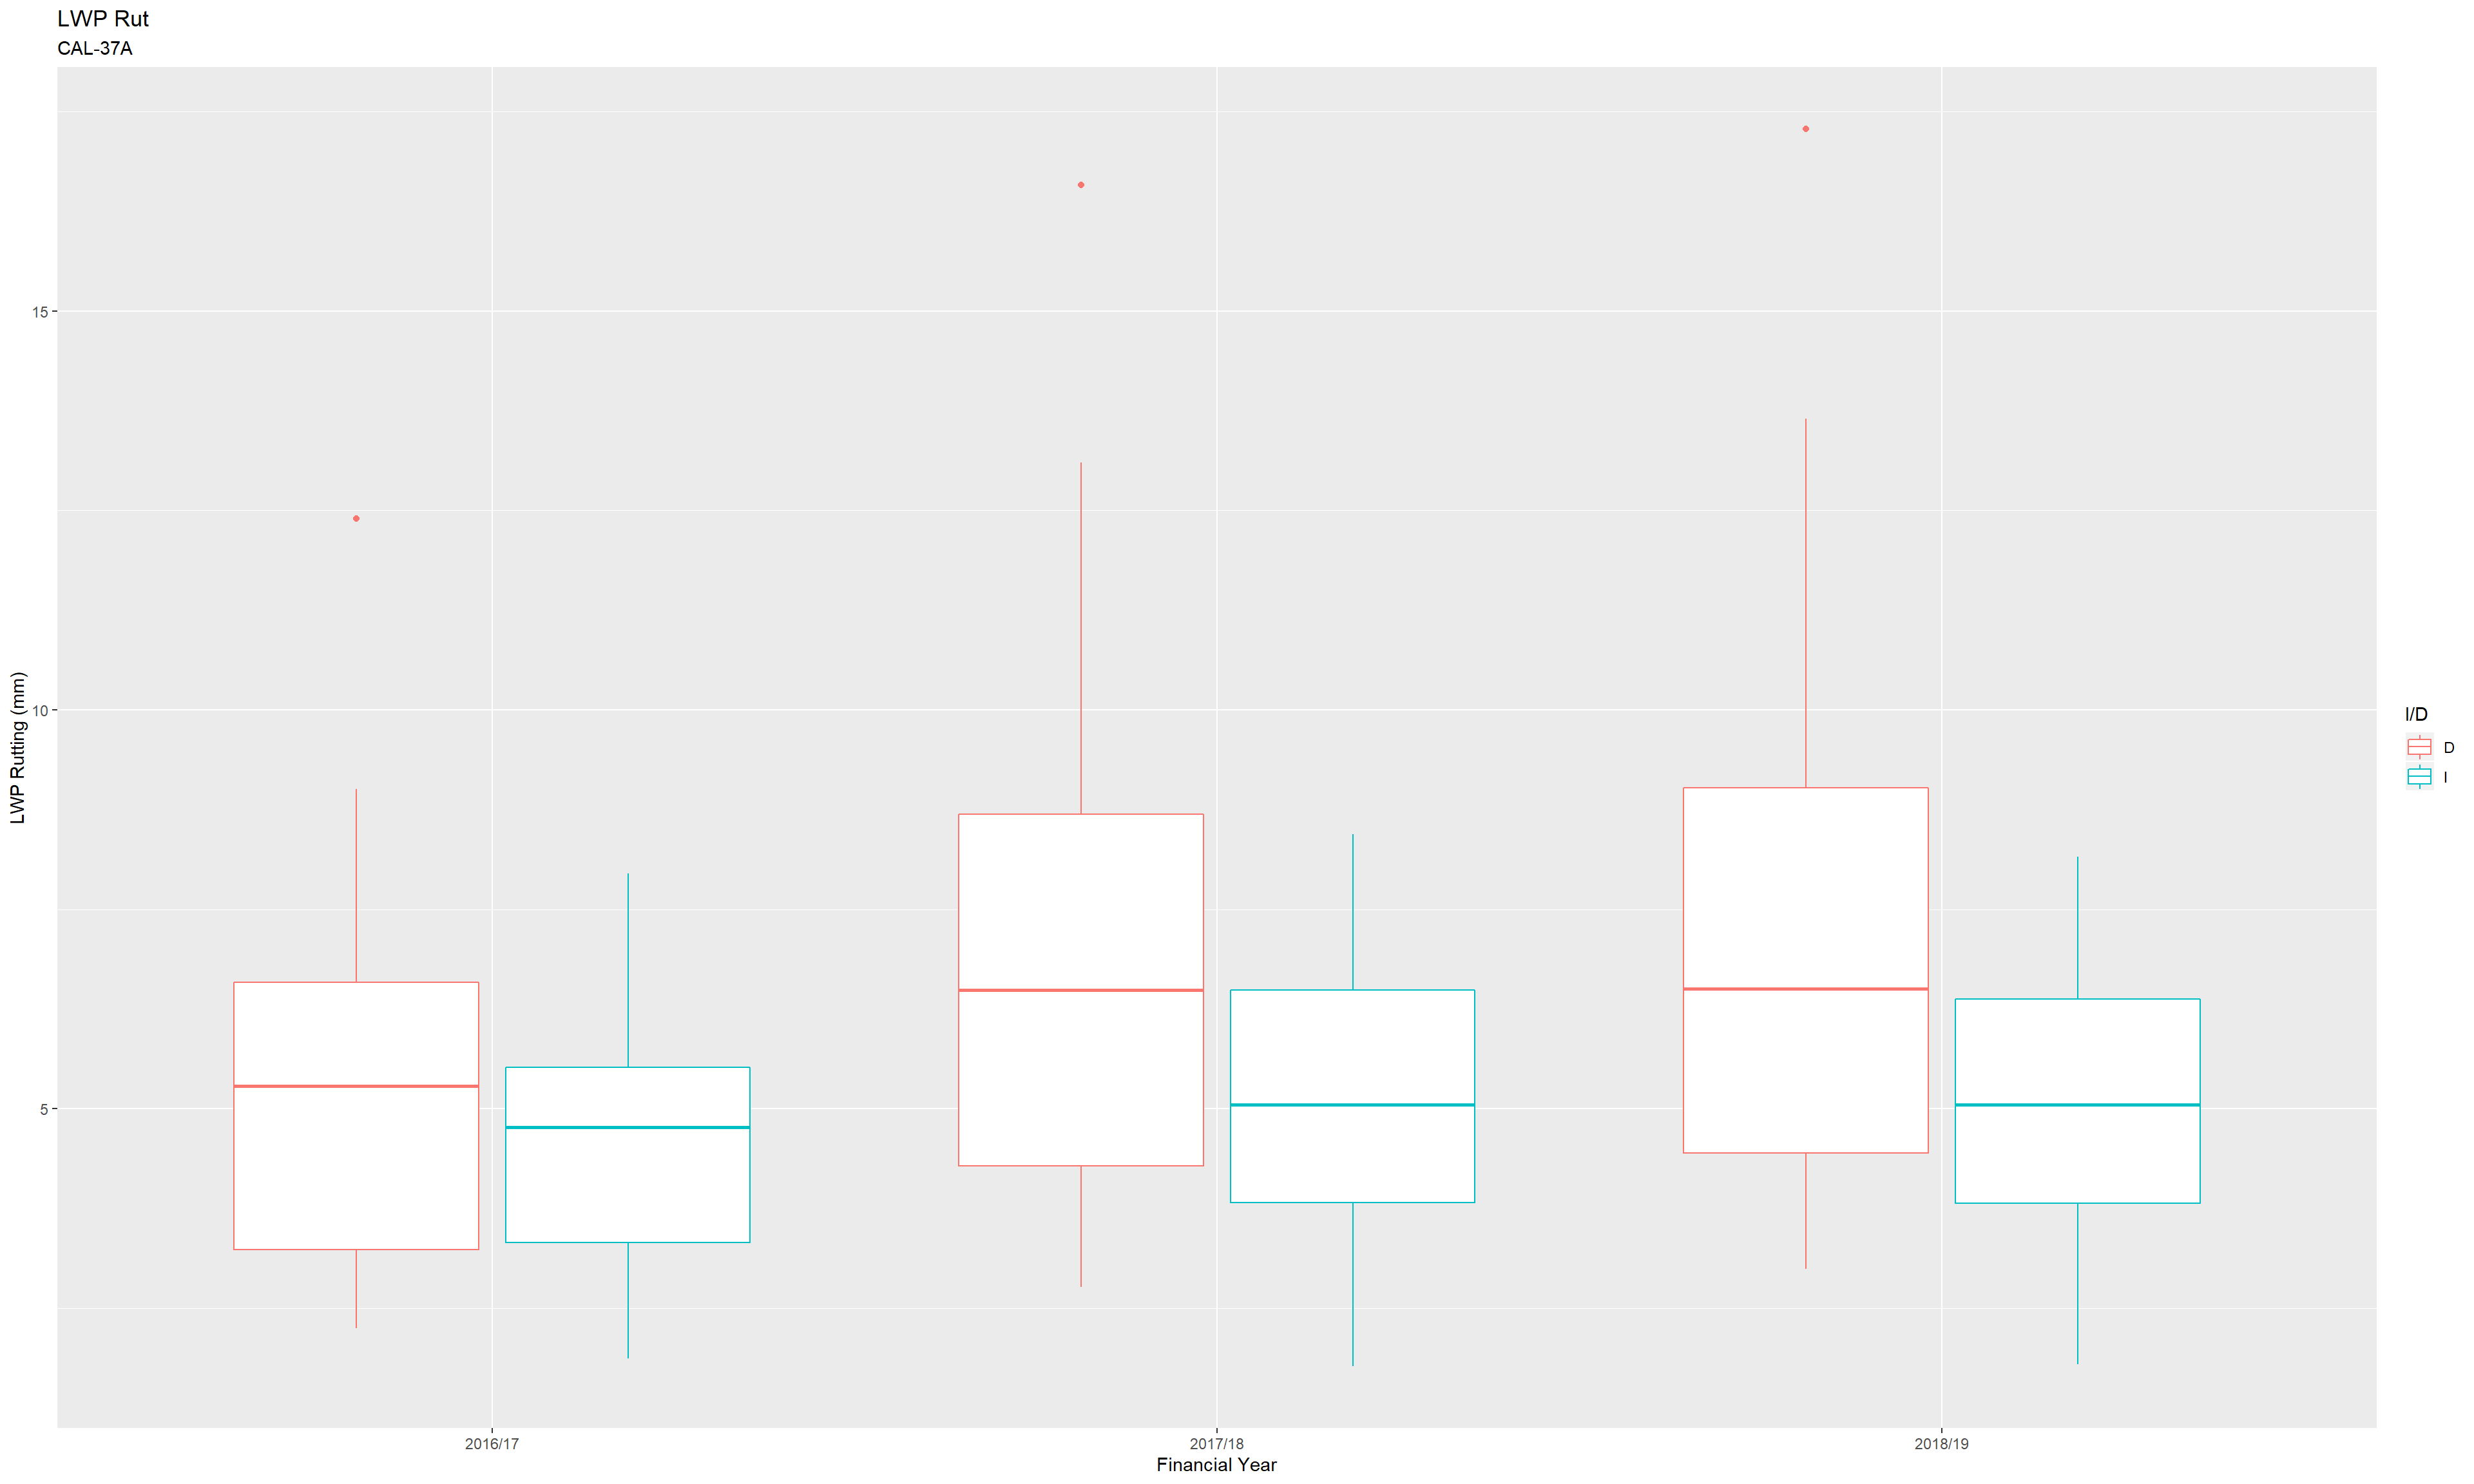 LWP Rut
CAL-37A
15
10
5
LWP Rutting (mm)
2016/17
2017/18
2018/19
Financial Year
I/D
D
I